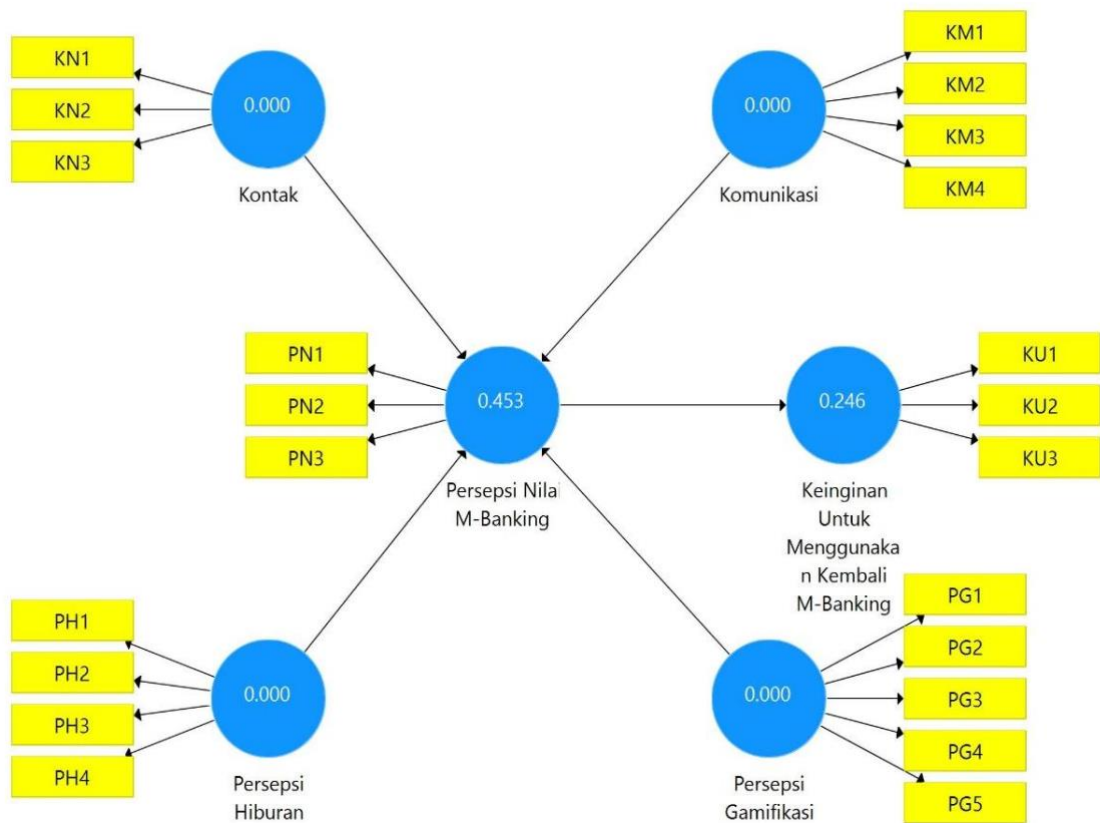 KN1
KN2
KN3
0.000
Kontak
0.000
Komunikasi
KM1
KM2
KM3
KM4
PN1
PN2
PN3
0.453
Persepsi Nilai
M-Banking
0.246
Keinginan
Untuk
Menggunaka
n Kembali
M-Banking
KU1
KU2
KU3
PH1
PH2
PH3
PH4
0.000
Persepsi
Hiburan
0.000
Persepsi
Gamifikasi
PG1
PG2
PG3
PG4
PG5